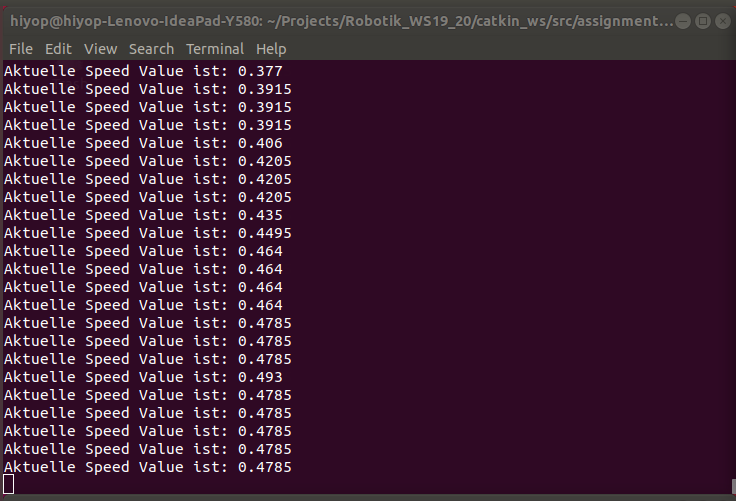 hiyop@hiyop-Lenovo-IdeaPad-Y580: ~/Projects/Robotik_WS19_20/catkin_ws/src/assignment...
File Edit View Search Terminal Help
Aktuelle Speed Value ist: 0.377
Aktuelle Speed Value ist: 0.3915
Aktuelle Speed Value ist: 0.3915
Aktuelle Speed Value ist: 0.3915
Aktuelle Speed Value ist: 0.406
Aktuelle Speed Value ist: 0.4205
Aktuelle Speed Value ist: 0.4205
Aktuelle Speed Value ist: 0.4205
Aktuelle Speed Value ist: 0.435
Aktuelle Speed Value ist: 0.4495
Aktuelle Speed Value ist: 0.464
Aktuelle Speed Value ist: 0.464
Aktuelle Speed Value ist: 0.464
Aktuelle Speed Value ist: 0.464
Aktuelle Speed Value ist: 0.4785
Aktuelle Speed Value ist: 0.4785
Aktuelle Speed Value ist: 0.4785
Aktuelle Speed Value ist: 0.493
Aktuelle Speed Value ist: 0.4785
Aktuelle Speed Value ist: 0.4785
Aktuelle Speed Value ist: 0.4785
Aktuelle Speed Value ist: 0.4785
Aktuelle Speed Value ist: 0.4785